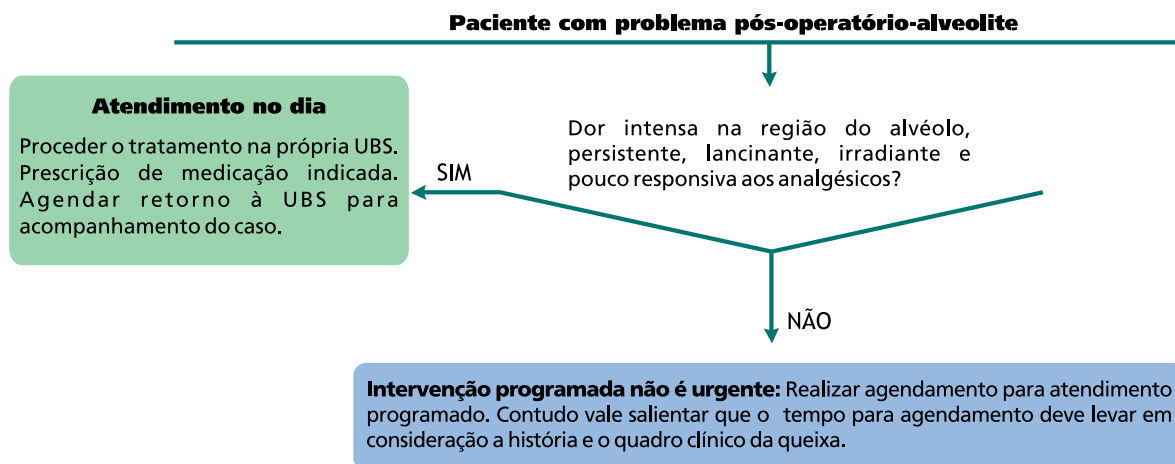 Paciente com problema pós-operatório-alveolite
Atendimento no dia
Proceder o tratamento na própria UBS.
Prescrição de medicação indicada.
Agendar retorno à UBS para
acompanhamento do caso.
SIM
Dor intensa na região do alvéolo,
persistente, lancinante, irradiante e
pouco responsiva aos analgésicos?
NÃO
Intervenção programada não é urgente: Realizar agendamento para atendimento
programado. Contudo vale salientar que o tempo para agendamento deve levar em
consideração a história e o quadro clínico da queixa.